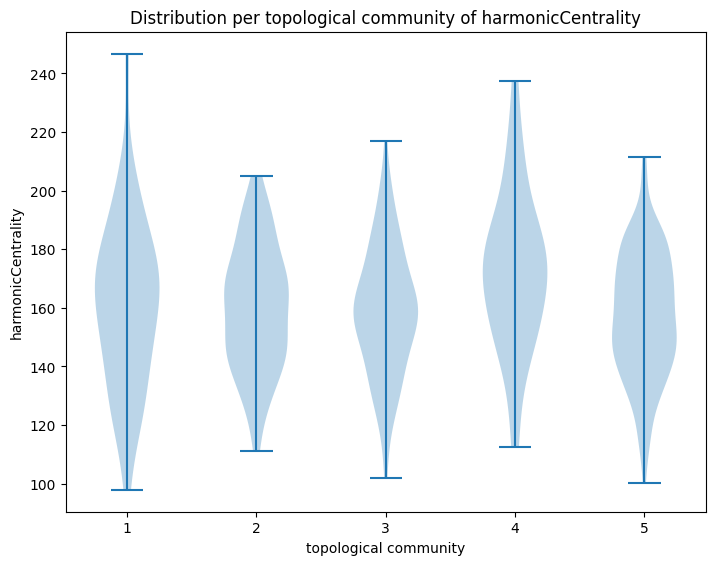 Distribution per topological community of harmonicCentrality
harmonicCentrality
240
220
200
180
160
140
120
100
1 2 3 4 5
topological community